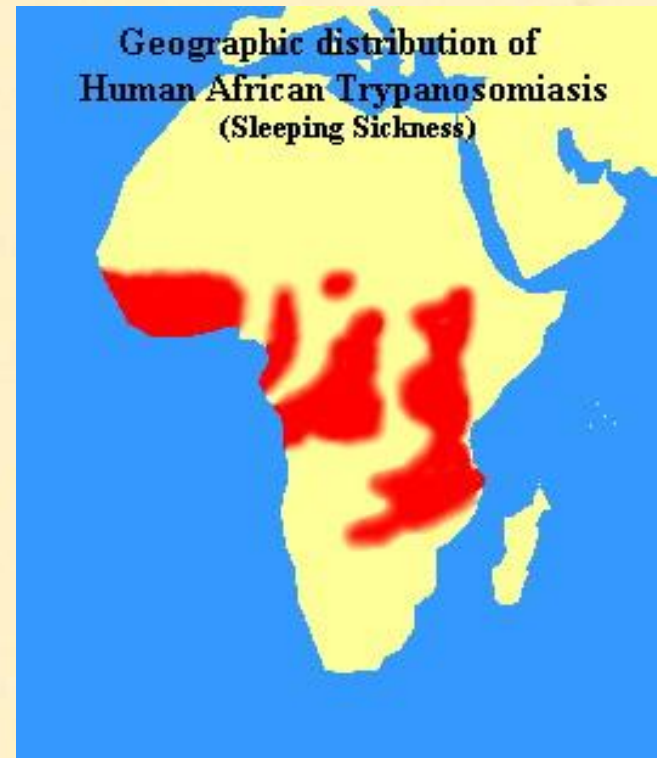 Geographic distribution of
Human African Trypanosomiasis
(Sleeping Sickness)